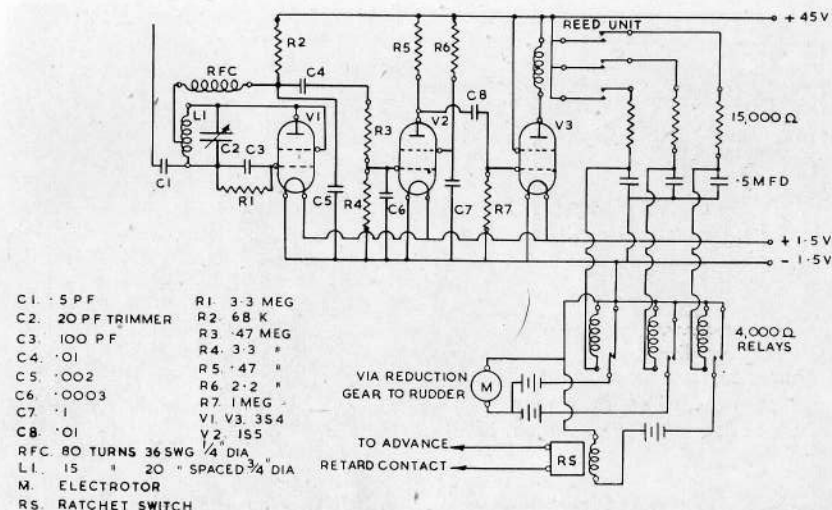 REED UNIT
+ 45V
R2
R5
R6
C4
RFC
C8
L1
V1
V2
V3
R3
15,000 Ω
C2
C3
C1
R1
C5
R4
C6
C7
R7
·5 MFD
+ 1·5V
- 1·5V
C1. ·5 PF
C2. 20 PF TRIMMER
C3. 100 PF
C4. ·01
C5. ·002
C6. ·0003
C7. ·1
C8. ·01
R1. 3·3 MEG
R2. 68 K
R3. ·47 MEG
R4. 3·3 "
R5. ·47 "
R6. 2·2 "
R7. 1 MEG
V1. V3. 3S4
V2. 1S5
RFC. 80 TURNS 36 SWG 1/4" DIA
L1. 15 " 20 " SPACED 3/4" DIA
M. ELECTROTOR
RS. RATCHET SWITCH
4,000 Ω
RELAYS
VIA REDUCTION
GEAR TO RUDDER
M
TO ADVANCE
RETARD CONTACT
RS